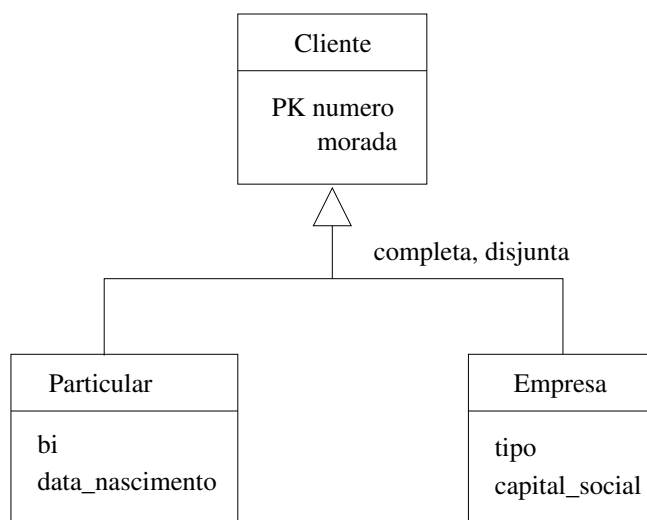 Cliente
PK numero
morada
completa, disjunta
Particular
bi
data_nascimento
Empresa
tipo
capital_social